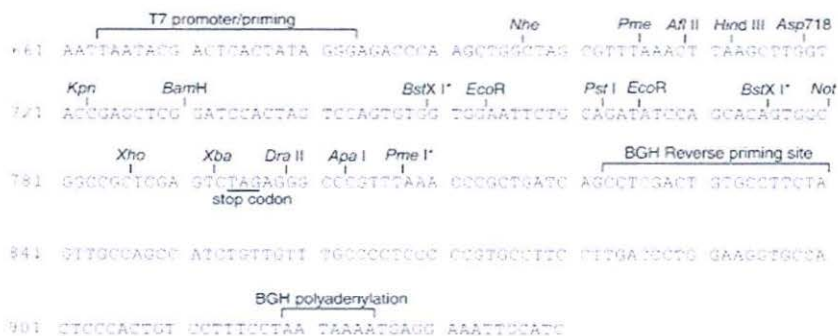 T7 promoter/priming Nhe Pme Afl II Hind III Asp718
661 AATTAATACG ACTCACTATA GGGAGACCCA AGCTGGCTAG CGTTTAAACT TAAGCTTGGT
Kpn BamH BstX I* EcoR Pst I EcoR BstX I* Not
721 ACCGAGCTCG GATCCACTAG TCCAGTGTGG TGGAATTCTG CAGATATCCA GCACAGTGGC
Xho Xba Dra II Apa I Pme I* BGH Reverse priming site
781 GGCCGCTCGA GTCTAGAGGG CCCGTTTAAA CCCGCTGATC AGCCTCGACT GTGCCTTCTA
stop codon
841 GTTGCCAGCC ATCTGTTGTT TGCCCCTCCC CCGTGCCTTC CTTGACCCTG GAAGGTGCCA
BGH polyadenylation
901 CTCCCACTGT CCTTTCCTAA TAAAATGAGG AAATTGCATC